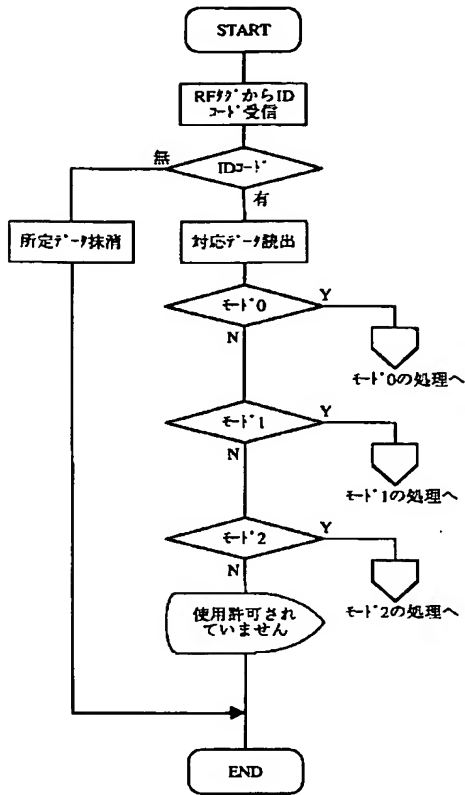 START
RFﾀｸﾞからID
ｺｰﾄﾞ受信
IDｺｰﾄﾞ
無
有
所定ﾃﾞｰﾀ抹消
対応ﾃﾞｰﾀ読出
ﾓｰﾄﾞ0
Y
N
ﾓｰﾄﾞ0の処理へ
ﾓｰﾄﾞ1
Y
N
ﾓｰﾄﾞ1の処理へ
ﾓｰﾄﾞ2
Y
N
ﾓｰﾄﾞ2の処理へ
使用許可され
ていません
END